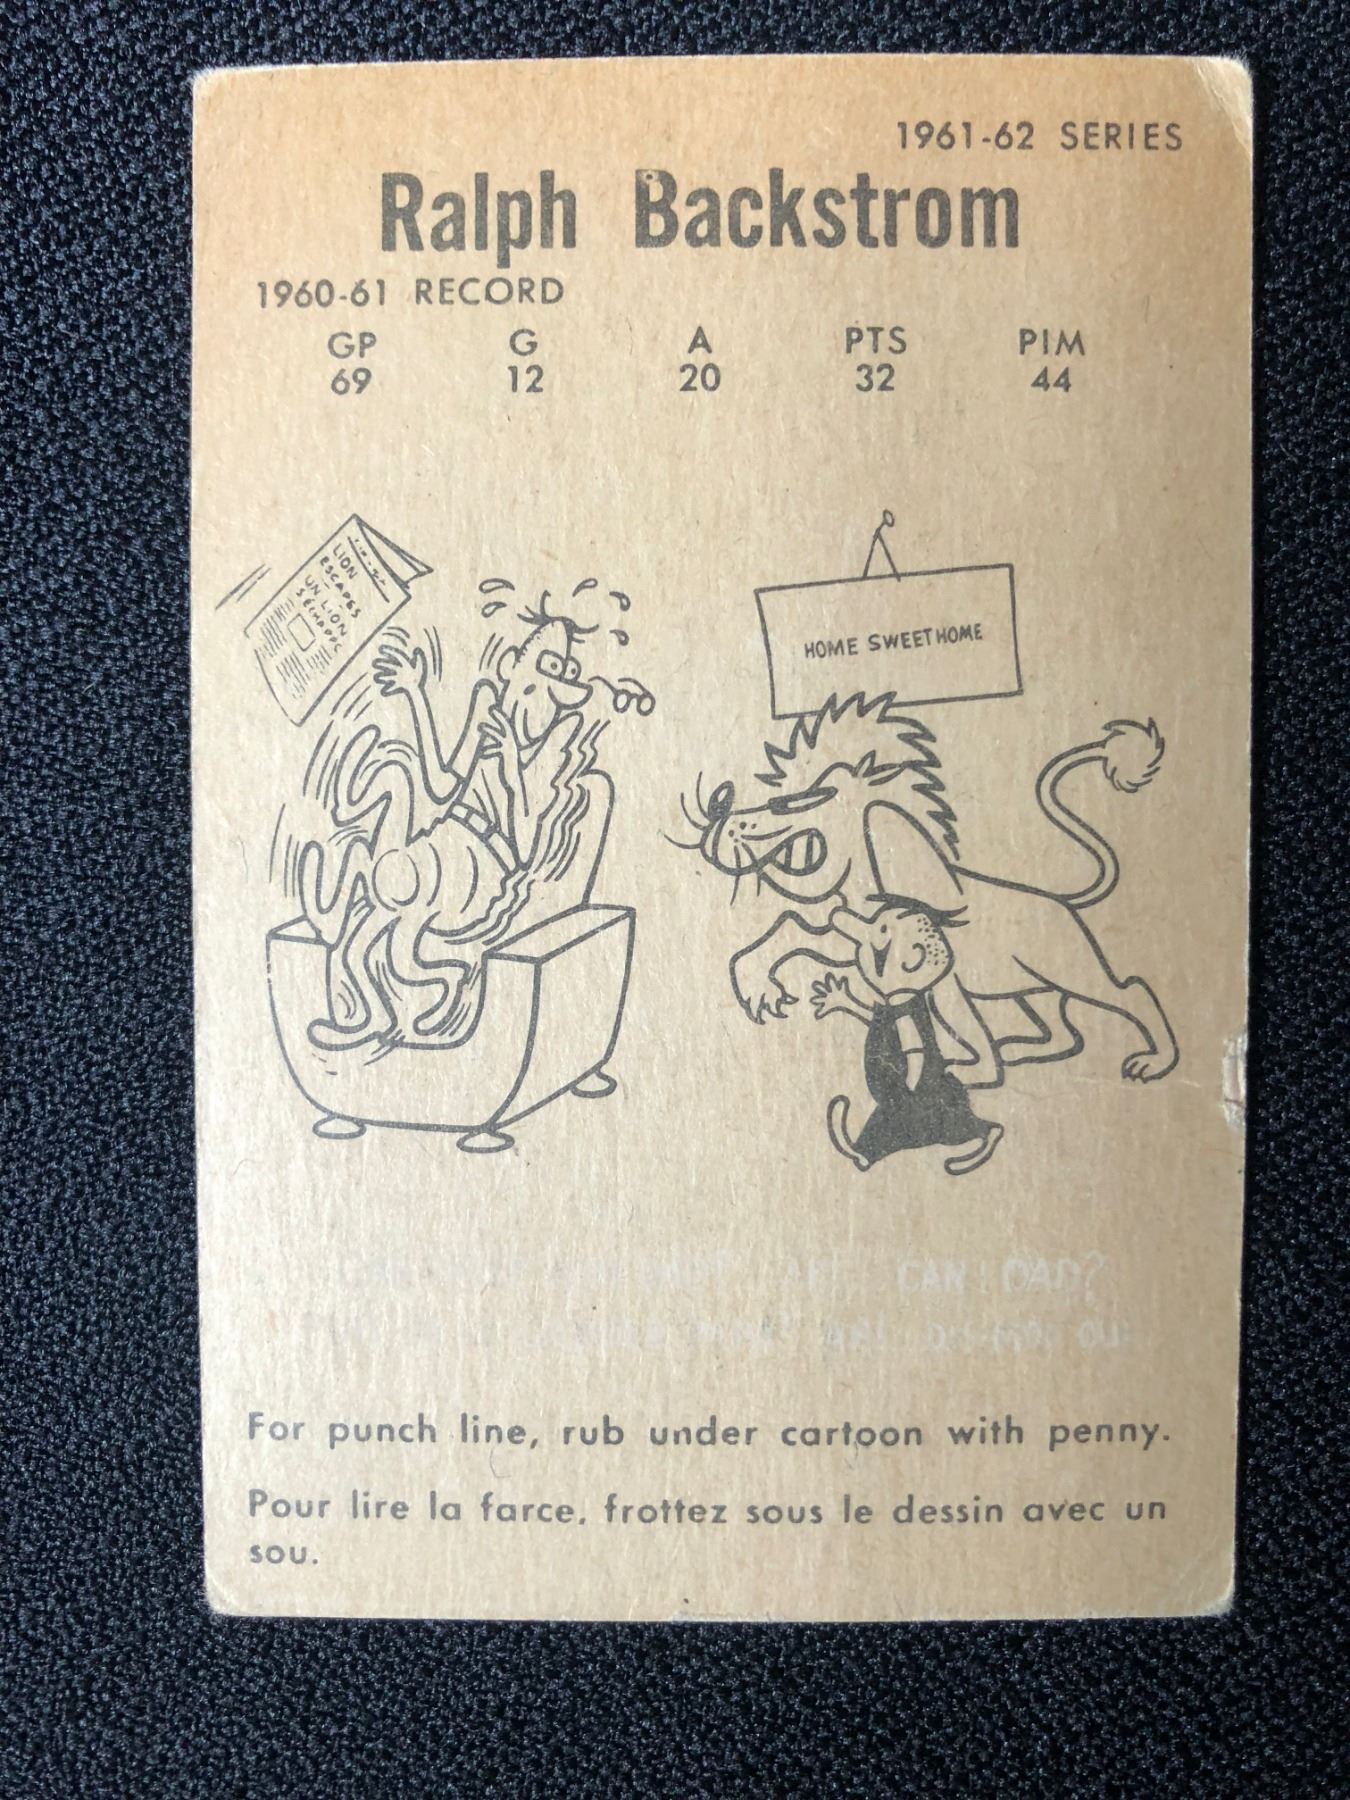 1961-62 SERIES
Ralph Backstrom
1960-61 RECORD
GP G A PTS PIM
69 12 20 32 44
LION
ESCAPES
UN LION
HOME SWEET HOME
CAN I DAD?
For punch line, rub under cartoon with penny.
Pour lire la farce, frottez sous le dessin avec un
sou.